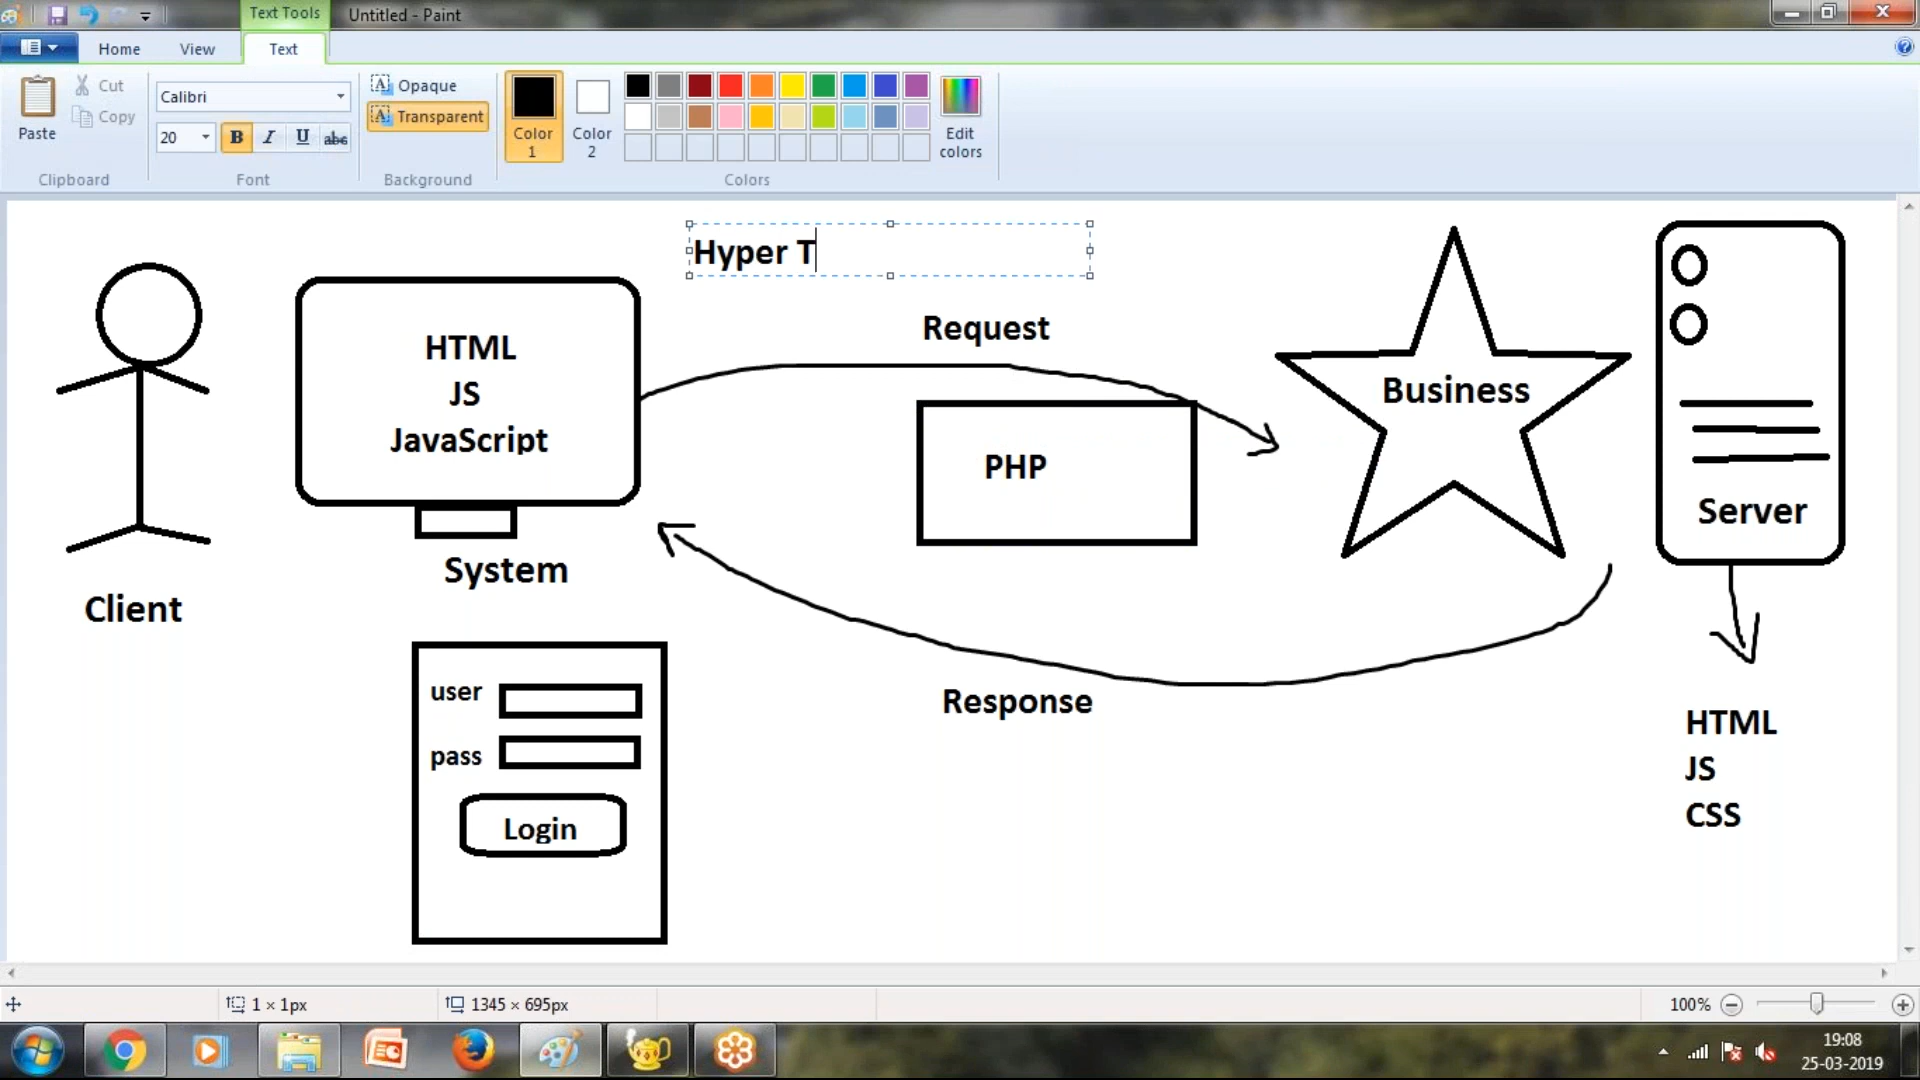 Text Tools
Untitled - Paint
Home
View
Text
Paste
Cut
Copy
Clipboard
Calibri
20
B
I
U
abc
Font
Opaque
Transparent
Background
Color
1
Color
2
Edit
colors
Colors
Hyper T
HTML
JS
JavaScript
System
Client
Request
PHP
Business
Server
Response
user
pass
Login
HTML
JS
CSS
1 × 1px
1345 × 695px
100%
19:08
25-03-2019